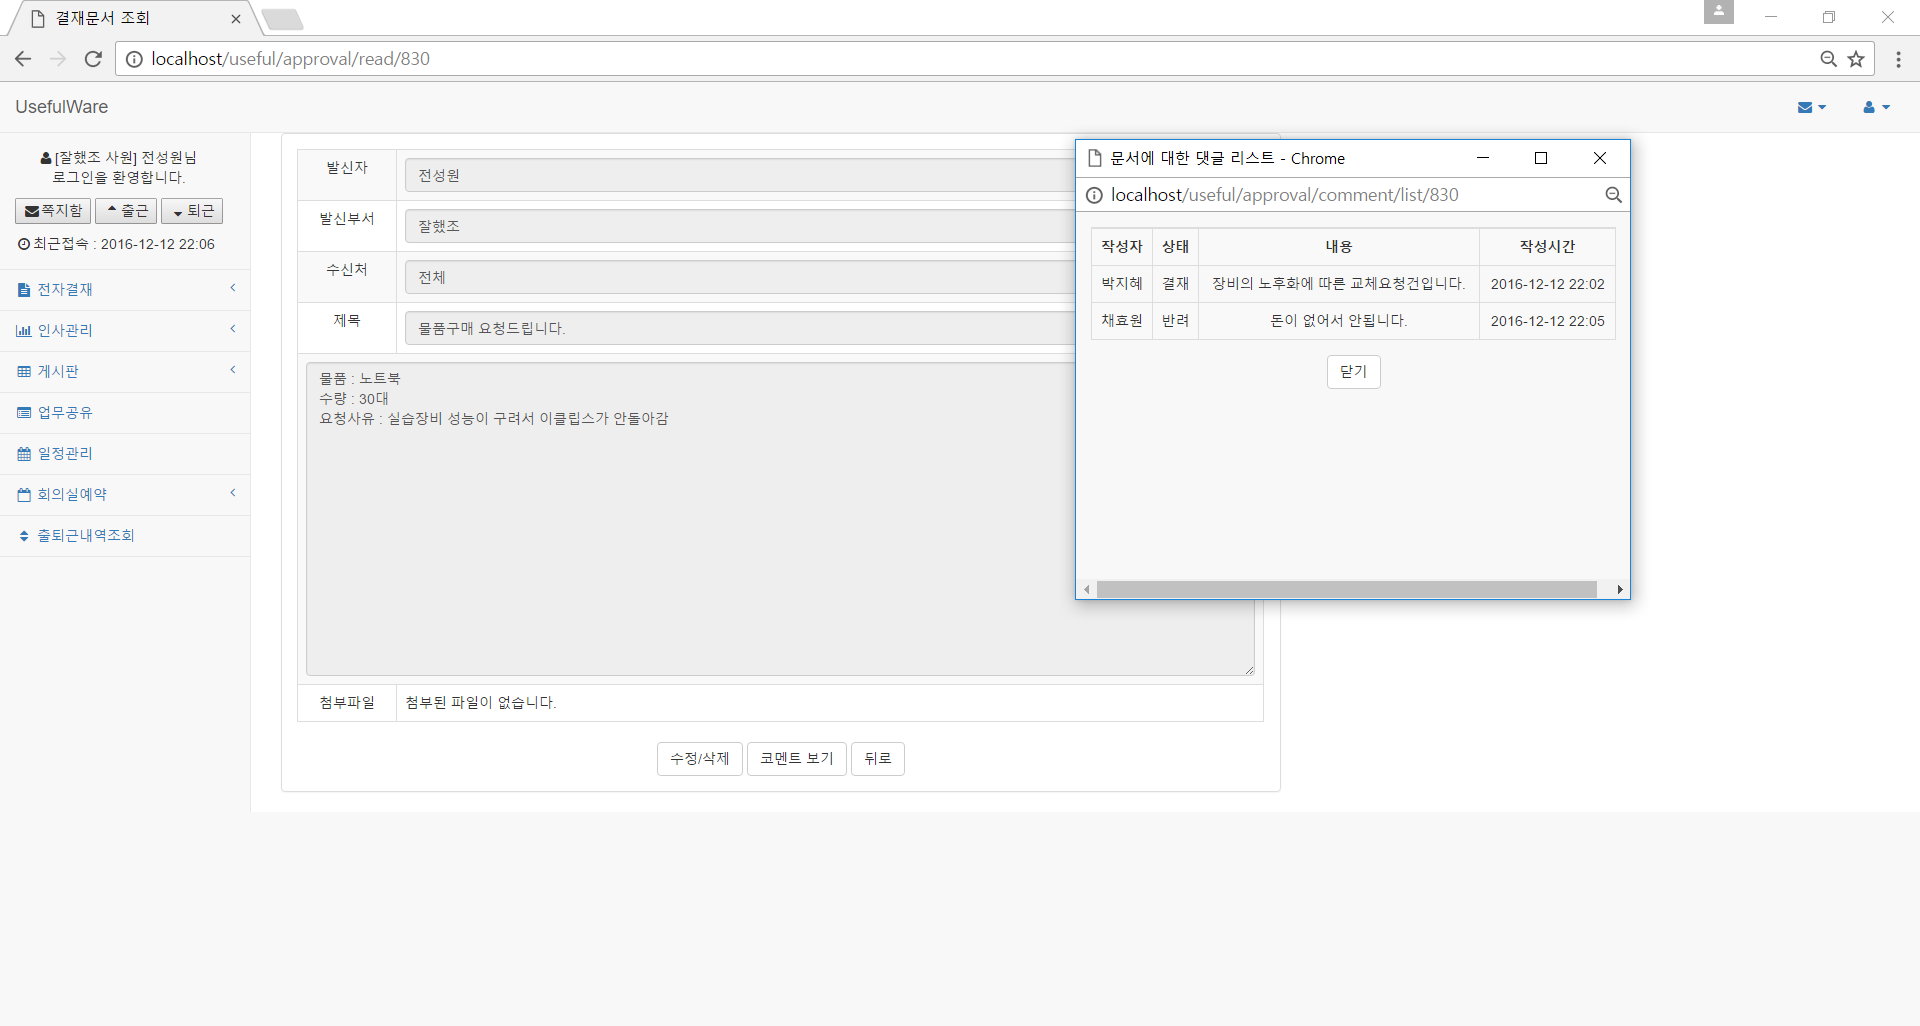 결재문서 조회
localhost/useful/approval/read/830
UsefulWare
[잘했조 사원] 전성원님
로그인을 환영합니다.
쪽지함 출근 퇴근
최근접속 : 2016-12-12 22:06
전자결재
인사관리
게시판
업무공유
일정관리
회의실예약
출퇴근내역조회
발신자 전성원
발신부서 잘했조
수신처 전체
제목 물품구매 요청드립니다.
물품 : 노트북
수량 : 30대
요청사유 : 실습장비 성능이 구려서 이클립스가 안돌아감
첨부파일 첨부된 파일이 없습니다.
수정/삭제 코멘트 보기 뒤로
문서에 대한 댓글 리스트 - Chrome
localhost/useful/approval/comment/list/830
작성자 상태 내용 작성시간
박지혜 결재 장비의 노후화에 따른 교체요청건입니다. 2016-12-12 22:02
채효원 반려 돈이 없어서 안됩니다. 2016-12-12 22:05
닫기